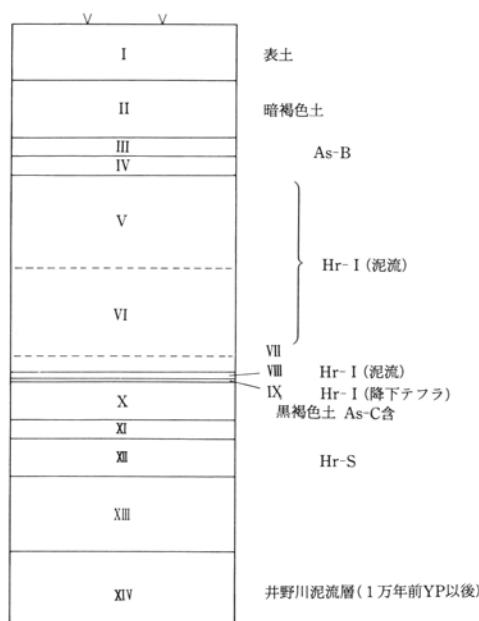 I 表土
II 暗褐色土
III As-B
IV
V
Hr-I (泥流)
VI
VII
VIII Hr-I (泥流)
IX Hr-I (降下テフラ)
X 黒褐色土 As-C含
XI
XII Hr-S
XIII
XIV 井野川泥流層(1万年前YP以後)